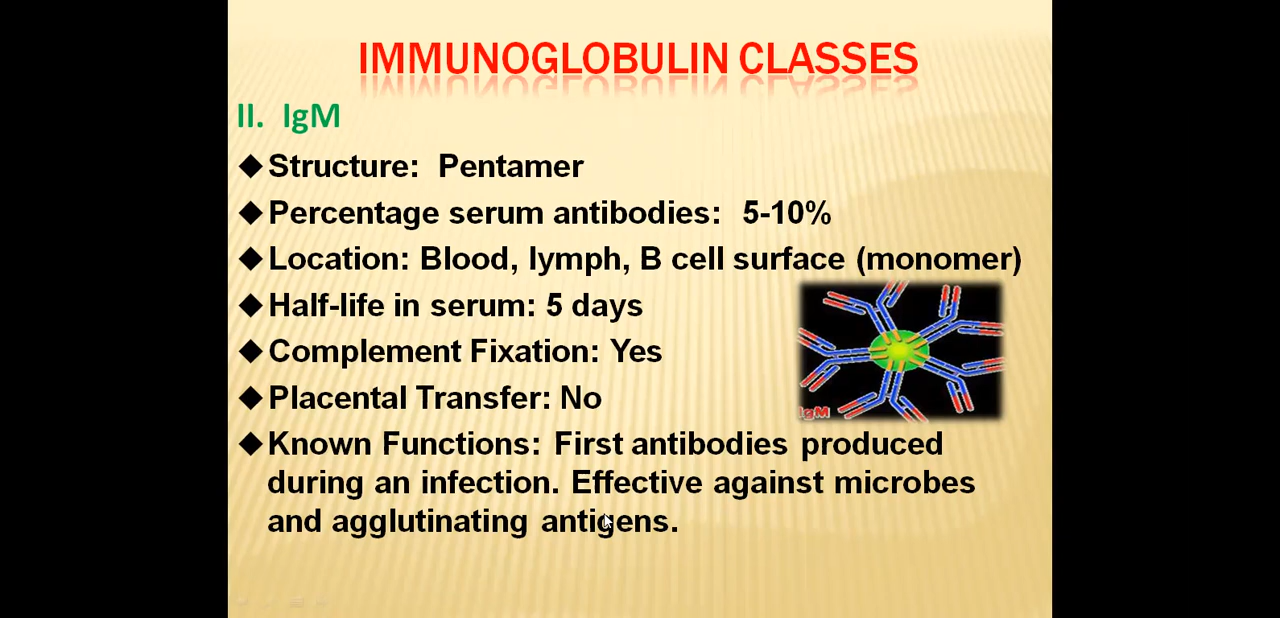 IMMUNOGLOBULIN CLASSES
II. IgM
◆Structure: Pentamer
◆Percentage serum antibodies: 5-10%
◆Location: Blood, lymph, B cell surface (monomer)
◆Half-life in serum: 5 days
◆Complement Fixation: Yes
◆Placental Transfer: No
IgM
◆Known Functions: First antibodies produced
during an infection. Effective against microbes
and agglutinating antigens.